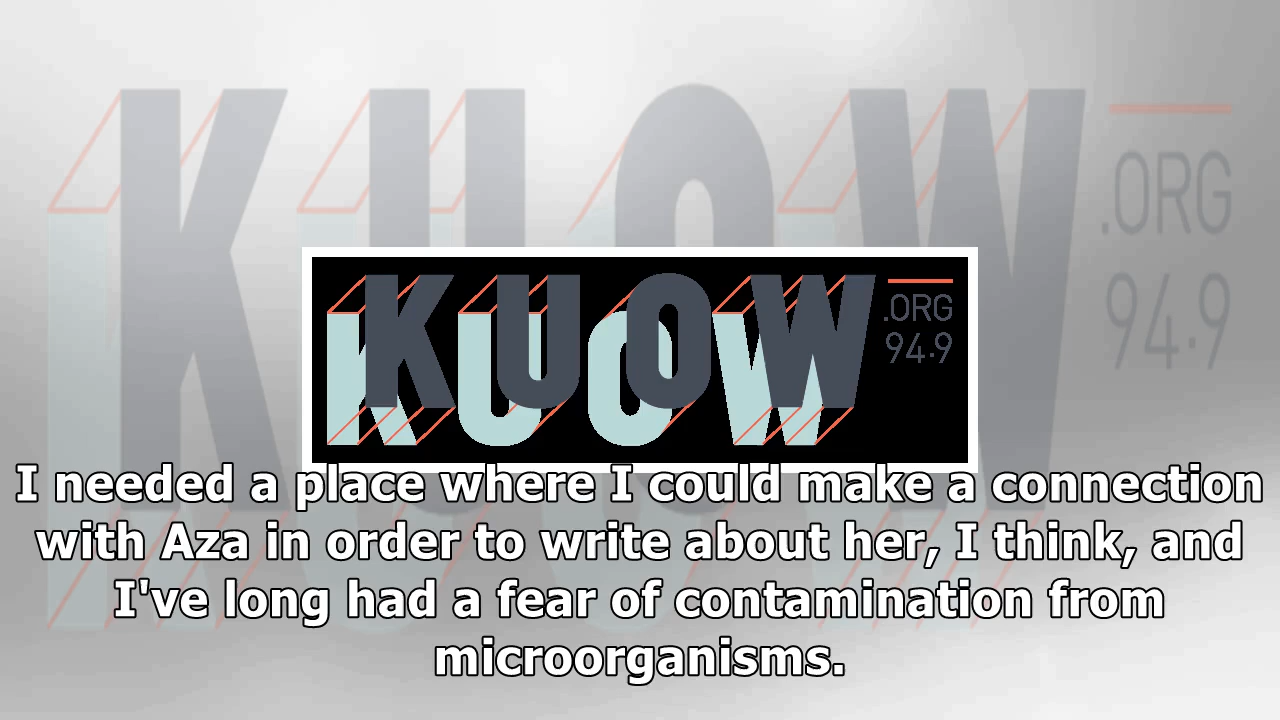 KUOW
.ORG
94.9
KUOW
.ORG
94.9
I needed a place where I could make a connection
with Aza in order to write about her, I think, and
I've long had a fear of contamination from
microorganisms.